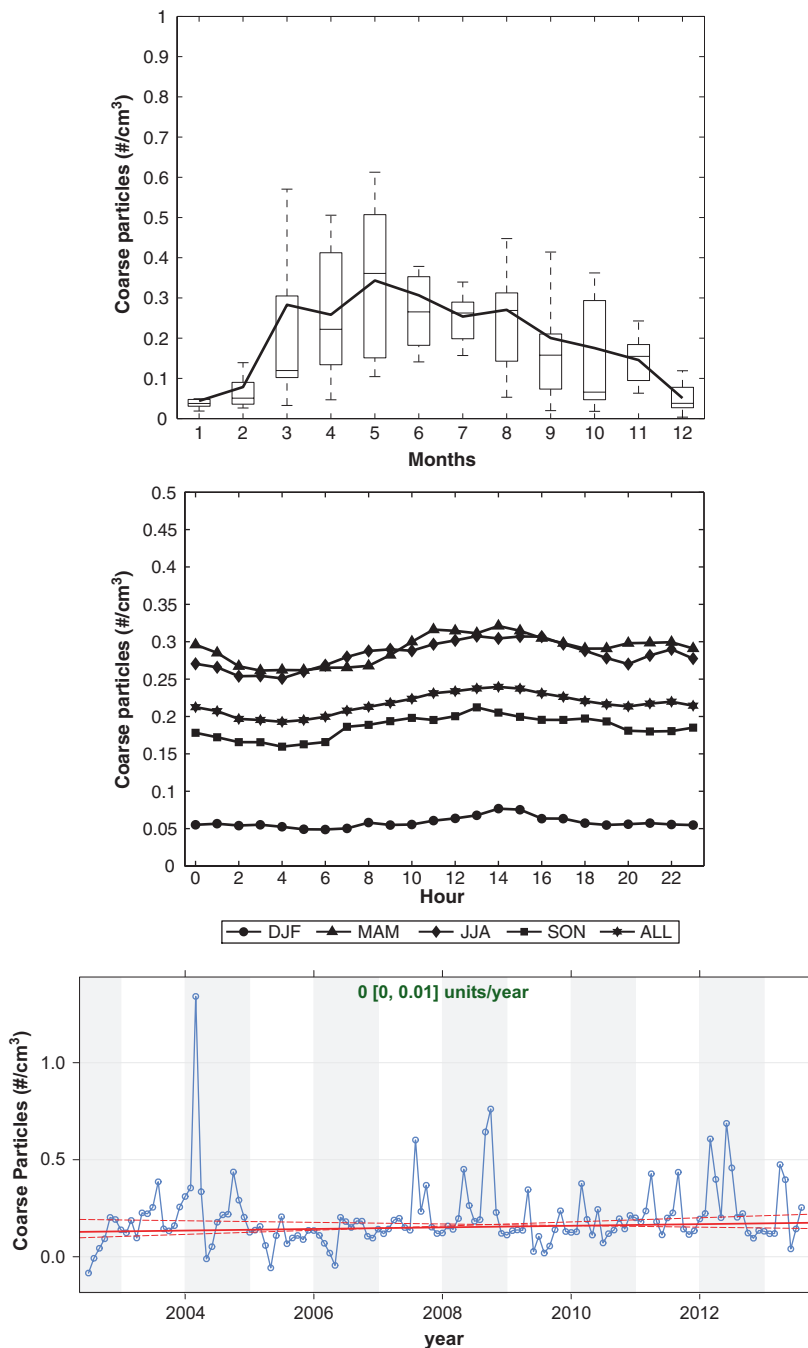 1
0.9
0.8
0.7
0.6
0.5
0.4
0.3
0.2
0.1
0
Coarse particles (#/cm³)
1 2 3 4 5 6 7 8 9 10 11 12
Months
0.5
0.45
0.4
0.35
0.3
0.25
0.2
0.15
0.1
0.05
0
Coarse particles (#/cm³)
0 2 4 6 8 10 12 14 16 18 20 22
Hour
DJF MAM JJA SON ALL
0 [0, 0.01] units/year
1.0
0.5
0.0
Coarse Particles (#/cm³)
2004 2006 2008 2010 2012
year